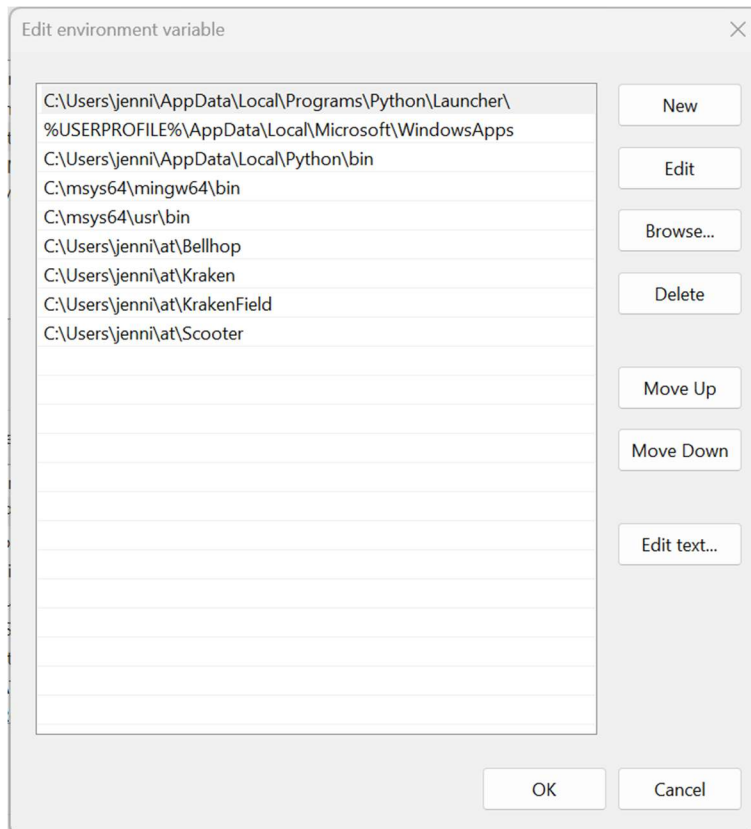 Edit environment variable
C:\Users\jenni\AppData\Local\Programs\Python\Launcher\
%USERPROFILE%\AppData\Local\Microsoft\WindowsApps
C:\Users\jenni\AppData\Local\Python\bin
C:\msys64\mingw64\bin
C:\msys64\usr\bin
C:\Users\jenni\at\Bellhop
C:\Users\jenni\at\Kraken
C:\Users\jenni\at\KrakenField
C:\Users\jenni\at\Scooter
New
Edit
Browse...
Delete
Move Up
Move Down
Edit text...
OK
Cancel